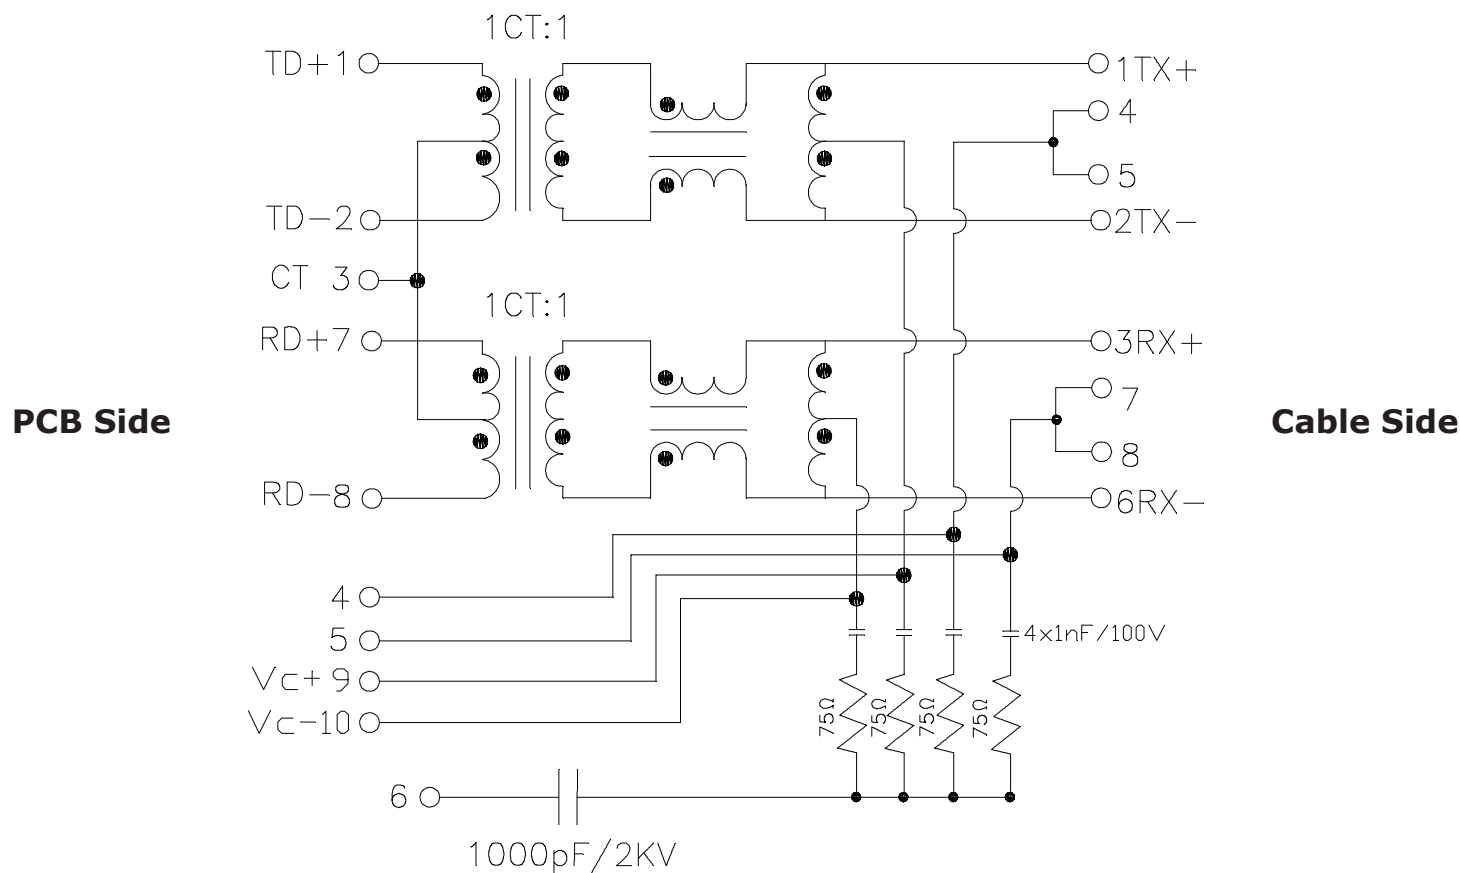 1CT:1
TD+1
1TX+
4
5
TD-2
2TX-
CT 3
1CT:1
RD+7
3RX+
7
PCB Side
Cable Side
8
RD-8
6RX-
4
5
4x1nF/100V
Vc+9
Vc-10
75Ω
75Ω
75Ω
75Ω
6
1000pF/2KV